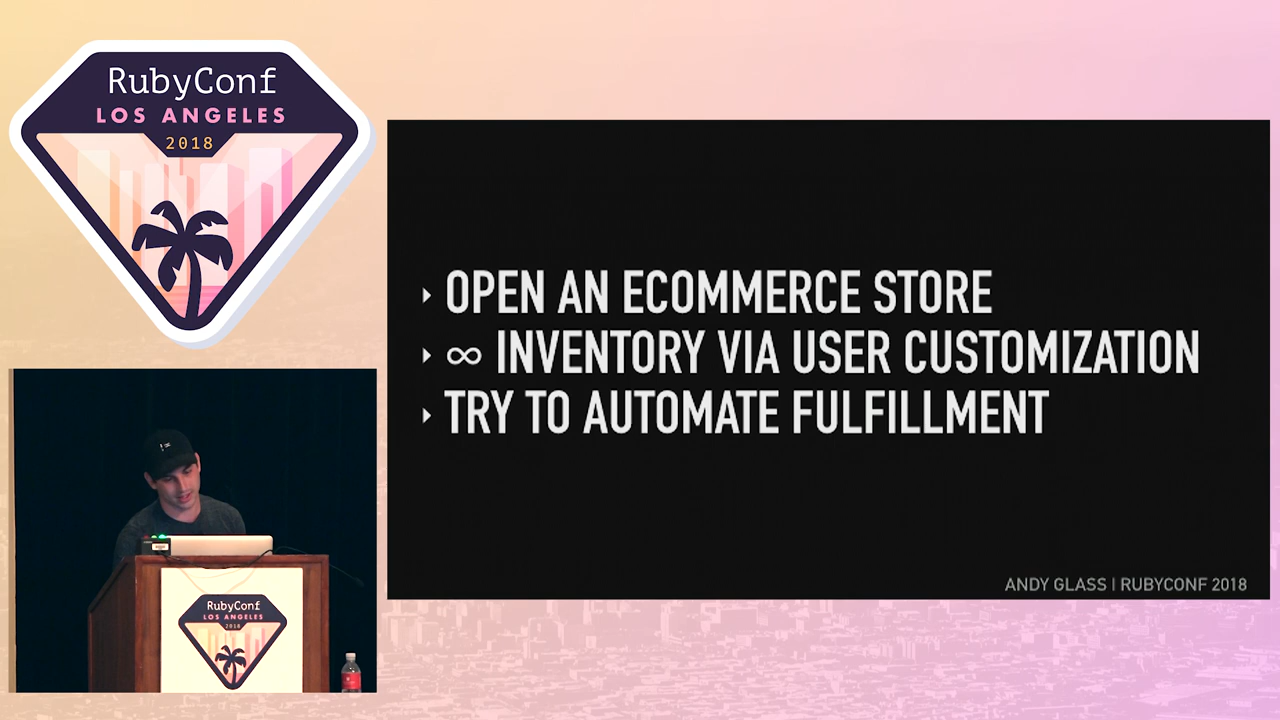 RubyConf
LOS ANGELES
2018
‣ OPEN AN ECOMMERCE STORE
‣ ∞ INVENTORY VIA USER CUSTOMIZATION
‣ TRY TO AUTOMATE FULFILLMENT
ANDY GLASS | RUBYCONF 2018
RubyConf
LOS ANGELES
2018